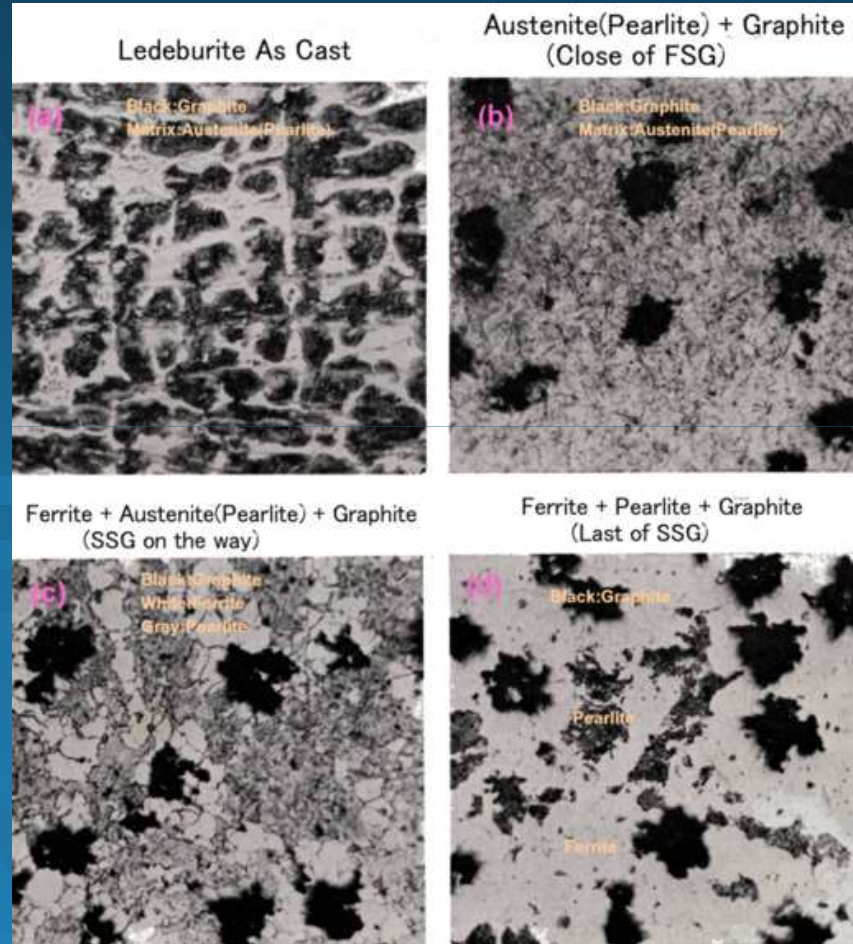 Ledeburite As Cast
Austenite(Pearlite) + Graphite
(Close of FSG)
(a)
Black:Graphite
Matrix:Austenite(Pearlite)
(b)
Black:Graphite
Matrix:Austenite(Pearlite)
Ferrite + Austenite(Pearlite) + Graphite
(SSG on the way)
Ferrite + Pearlite + Graphite
(Last of SSG)
(c)
Black:Graphite
White:Ferrite
Gray:Pearlite
(d)
Black:Graphite
Pearlite
Ferrite